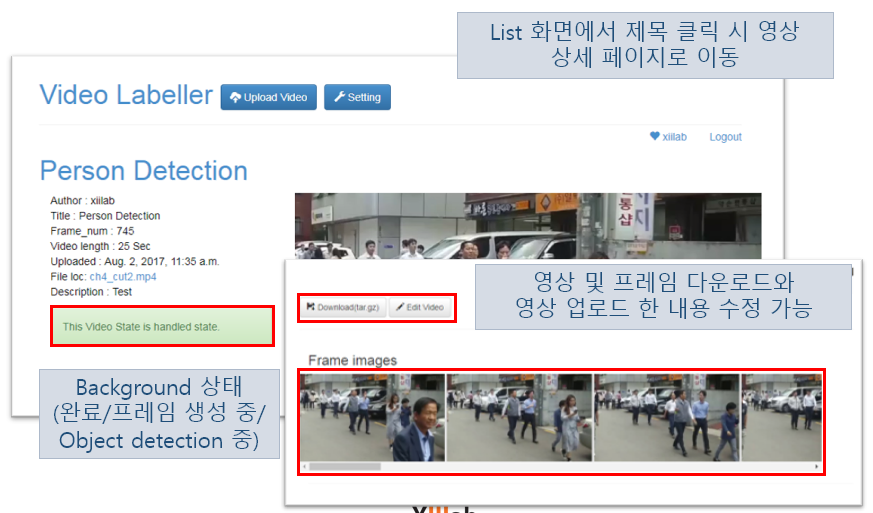 List 화면에서 제목 클릭 시 영상
상세 페이지로 이동
Video Labeller
Upload Video
Setting
xiilab
Logout
Person Detection
Author : xiilab
Title : Person Detection
Frame_num : 745
Video length : 25 Sec
Uploaded : Aug. 2, 2017, 11:35 a.m.
File loc: ch4_cut2.mp4
Description : Test
This Video State is handled state.
통샵
영상 및 프레임 다운로드와
영상 업로드 한 내용 수정 가능
Download(tar.gz)
Edit Video
Frame images
Background 상태
(완료/프레임 생성 중/
Object detection 중)